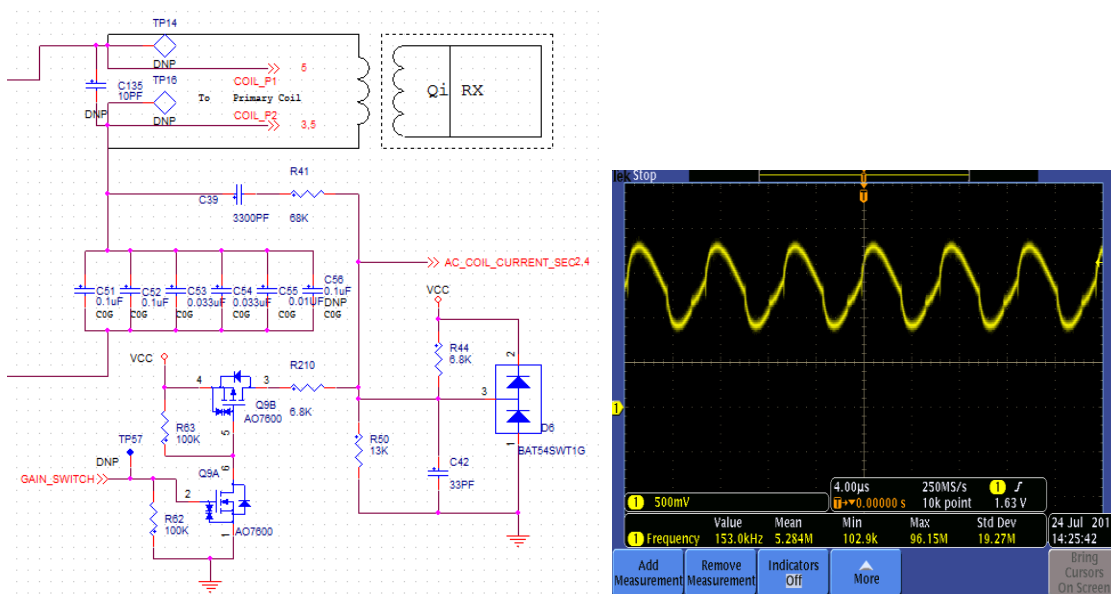 TP14
DNP
5
C135
10PF
DNP
TP16
DNP
COIL_P1
To Primary Coil
COIL_P2
3,5
Qi RX
C39
3300PF
R41
68K
AC_COIL_CURRENT_SEC 2,4
C51
0.1uF
C0G
C52
0.1uF
C0G
C53
0.033uF
C0G
C54
0.033uF
C0G
C55
0.01UF
C0G
C56
0.1uF
DNP
C0G
VCC
R44
6.8K
2
3
1
D6
BAT54SWT1G
VCC
4
3
R210
6.8K
Q9B
AO7600
5
R63
100K
TP57
DNP
GAIN_SWITCH
R62
100K
Q9A
6
2
1
AO7600
R50
13K
C42
33PF
Tek Stop
T
T
1
1 500mV
4.00µs
250MS/s
1
T→▼0.00000 s
10k point
1.63 V
Value Mean Min Max Std Dev
1 Frequency 153.0kHz 5.284M 102.9k 96.15M 19.27M
24 Jul 201
14:25:42
Add Measurement
Remove Measurement
Indicators
Off
More
Bring
Cursors
On Screen